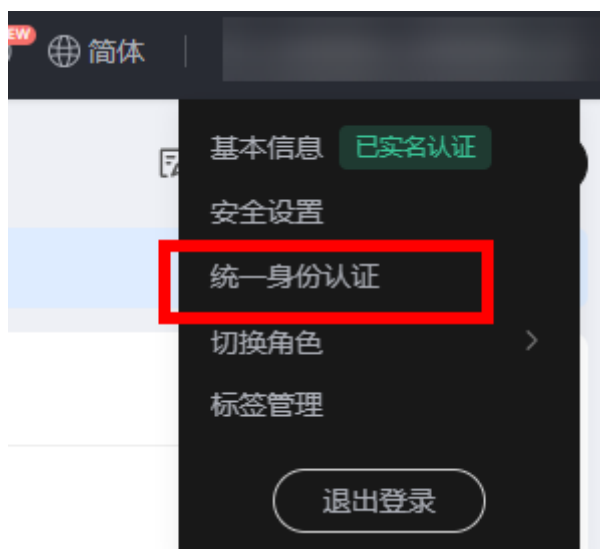 简体
基本信息 已实名认证
安全设置
统一身份认证
切换角色
标签管理
退出登录